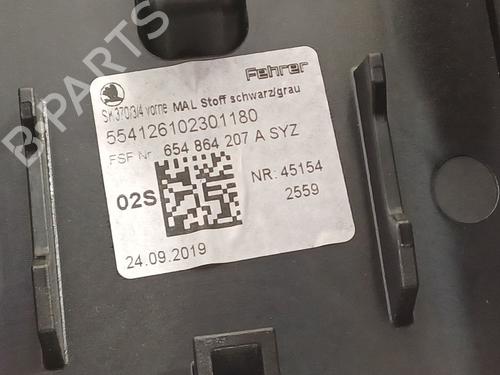 Fehrer
SK 370/3/4 vorne MAL Stoff schwarz/grau
554126102301180
FSF Nr. 654 864 207 A SYZ
02S
NR: 45154
2559
24.09.2019